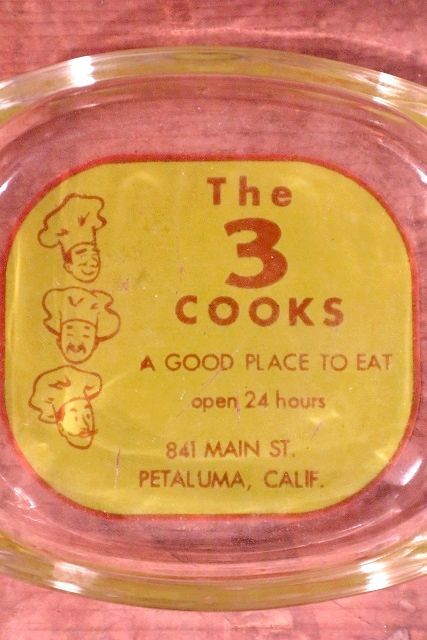 The
3
COOKS
A GOOD PLACE TO EAT
open 24 hours
841 MAIN ST.
PETALUMA, CALIF.